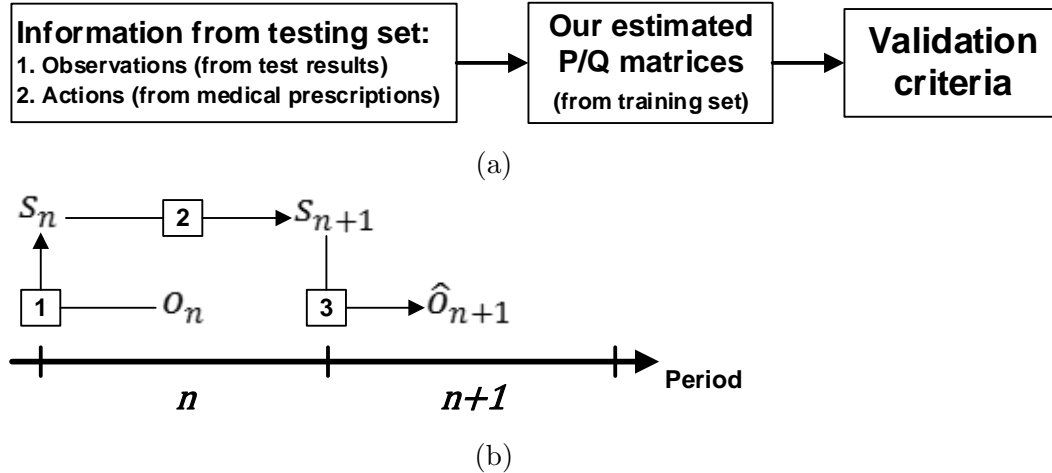 Information from testing set:
1. Observations (from test results)
2. Actions (from medical prescriptions)
Our estimated
P/Q matrices
(from training set)
Validation
criteria
(a)
S_n 2 S_{n+1}
1 O_n 3 Ô_{n+1}
Period
n n+1
(b)